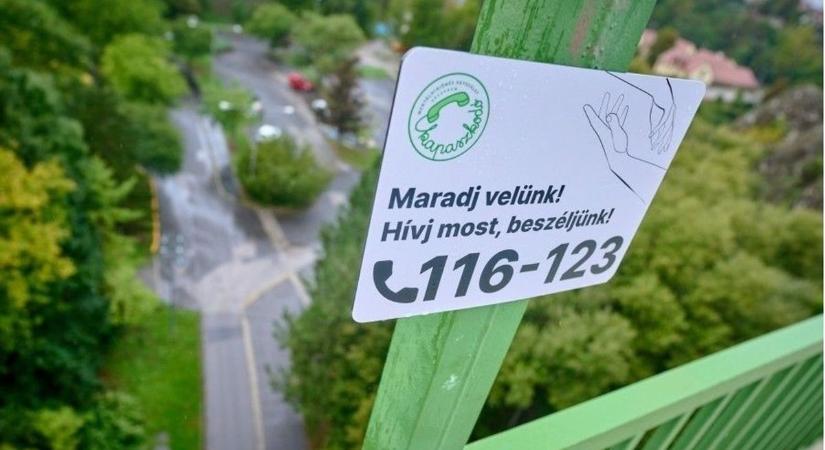 kapaszkodó
Maradj velünk!
Hívj most, beszéljünk!
116-123